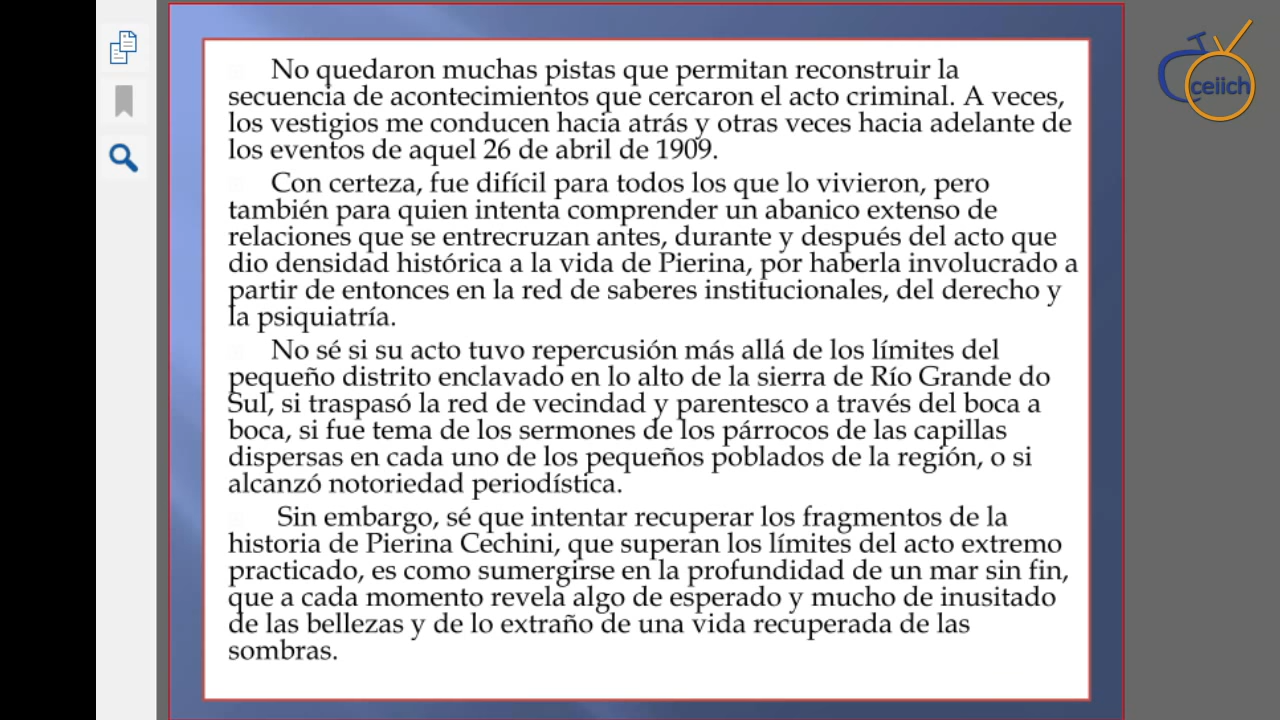 No quedaron muchas pistas que permitan reconstruir la
secuencia de acontecimientos que cercaron el acto criminal. A veces,
los vestigios me conducen hacia atrás y otras veces hacia adelante de
los eventos de aquel 26 de abril de 1909.
Con certeza, fue difícil para todos los que lo vivieron, pero
también para quien intenta comprender un abanico extenso de
relaciones que se entrecruzan antes, durante y después del acto que
dio densidad histórica a la vida de Pierina, por haberla involucrado a
partir de entonces en la red de saberes institucionales, del derecho y
la psiquiatría.
No sé si su acto tuvo repercusión más allá de los límites del
pequeño distrito enclavado en lo alto de la sierra de Río Grande do
Sul, si traspasó la red de vecindad y parentesco a través del boca a
boca, si fue tema de los sermones de los párrocos de las capillas
dispersas en cada uno de los pequeños poblados de la región, o si
alcanzó notoriedad periodística.
Sin embargo, sé que intentar recuperar los fragmentos de la
historia de Pierina Cechini, que superan los límites del acto extremo
practicado, es como sumergirse en la profundidad de un mar sin fin,
que a cada momento revela algo de esperado y mucho de inusitado
de las bellezas y de lo extraño de una vida recuperada de las
sombras.
TV
ceiich